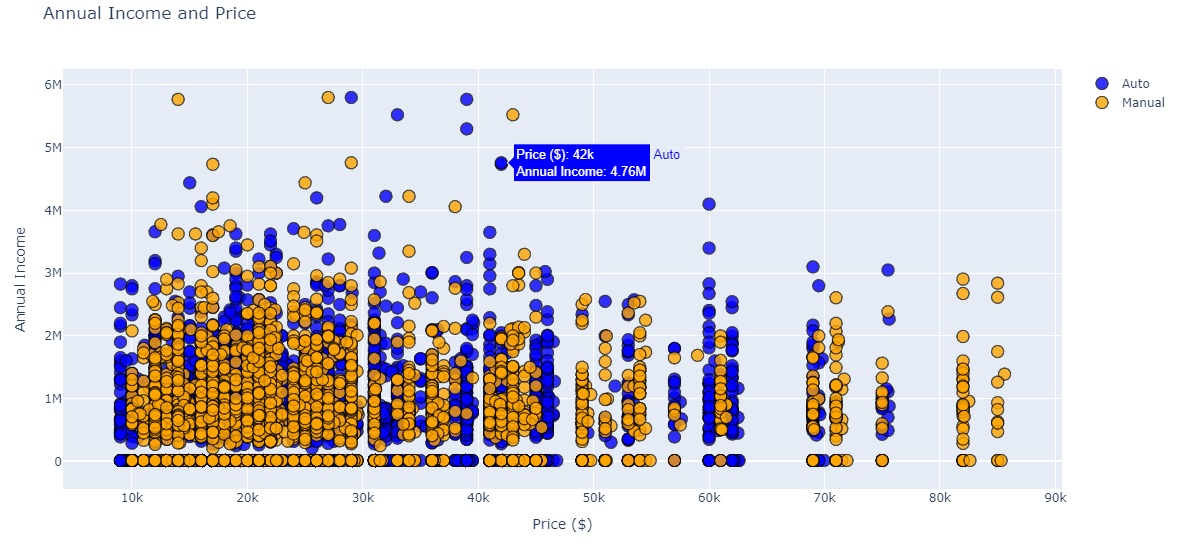 Annual Income and Price
Auto
Manual
6M
5M
4M
3M
2M
1M
0
Annual Income
Price ($): 42k
Annual Income: 4.76M
Auto
10k 20k 30k 40k 50k 60k 70k 80k 90k
Price ($)